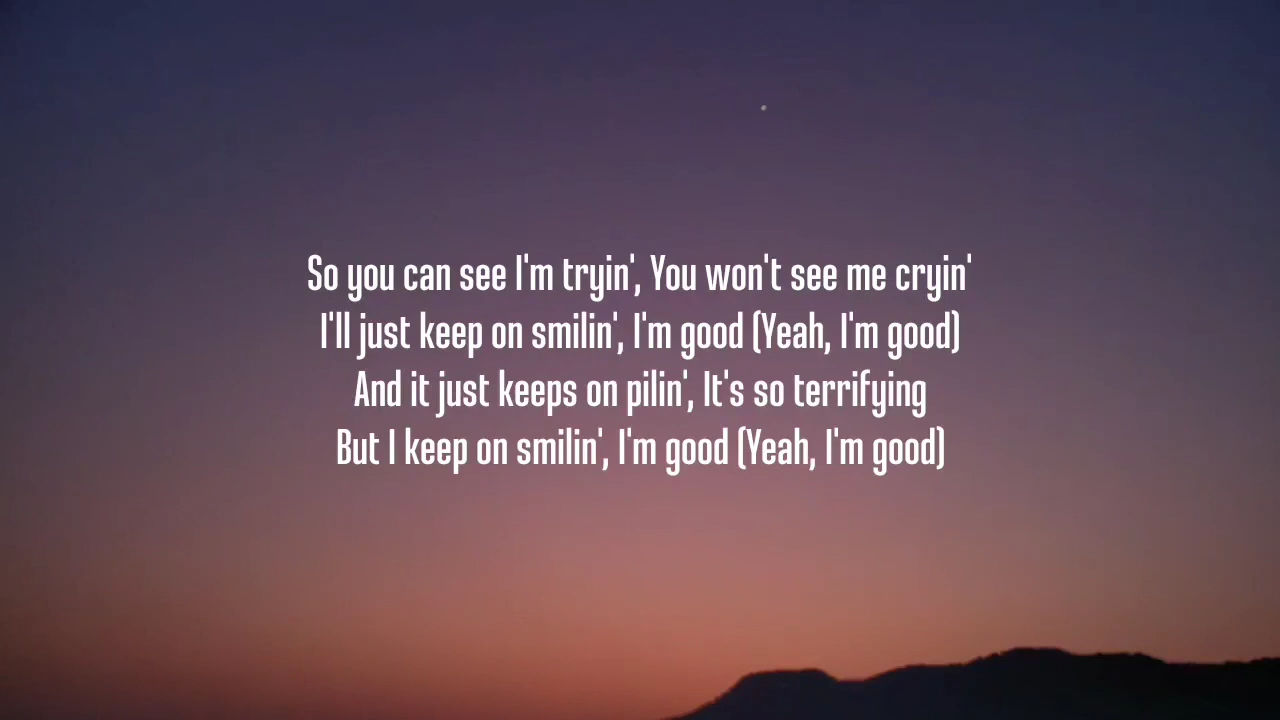 So you can see I'm tryin', You won't see me cryin'
I'll just keep on smilin', I'm good (Yeah, I'm good)
And it just keeps on pilin', It's so terrifying
But I keep on smilin', I'm good (Yeah, I'm good)